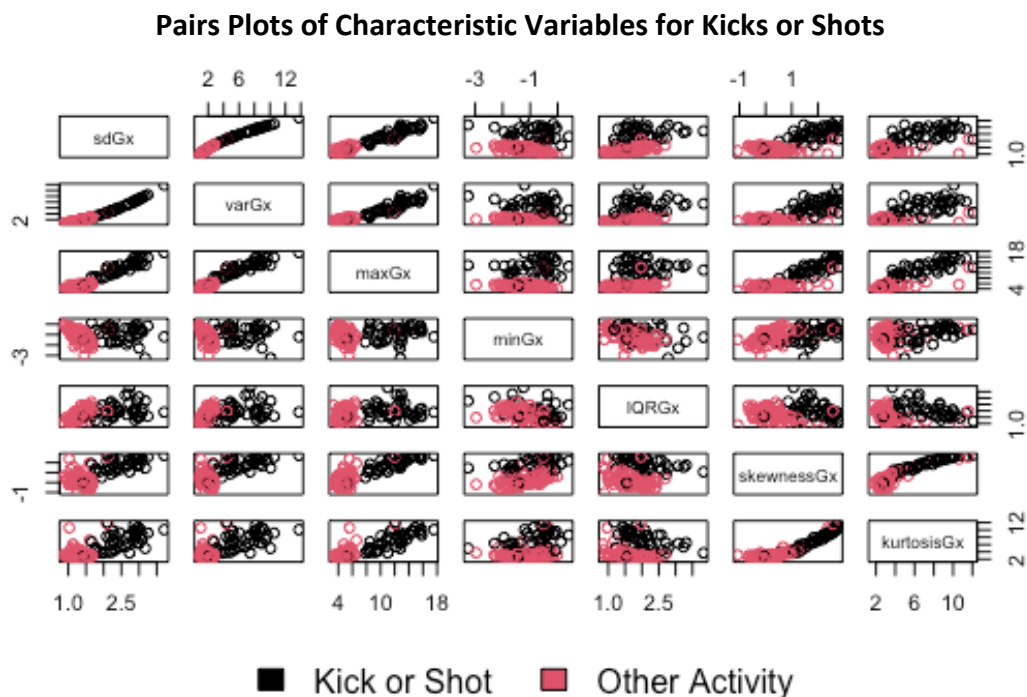 Pairs Plots of Characteristic Variables for Kicks or Shots
2 6 12 -3 -1 -1 1
sdGx 1.0
2 varGx
maxGx 4 18
-3 minGx
IQRGx 1.0
-1 skewnessGx
kurtosisGx 2 12
1.0 2.5 4 10 18 1.0 2.5 2 6 10
Kick or Shot Other Activity